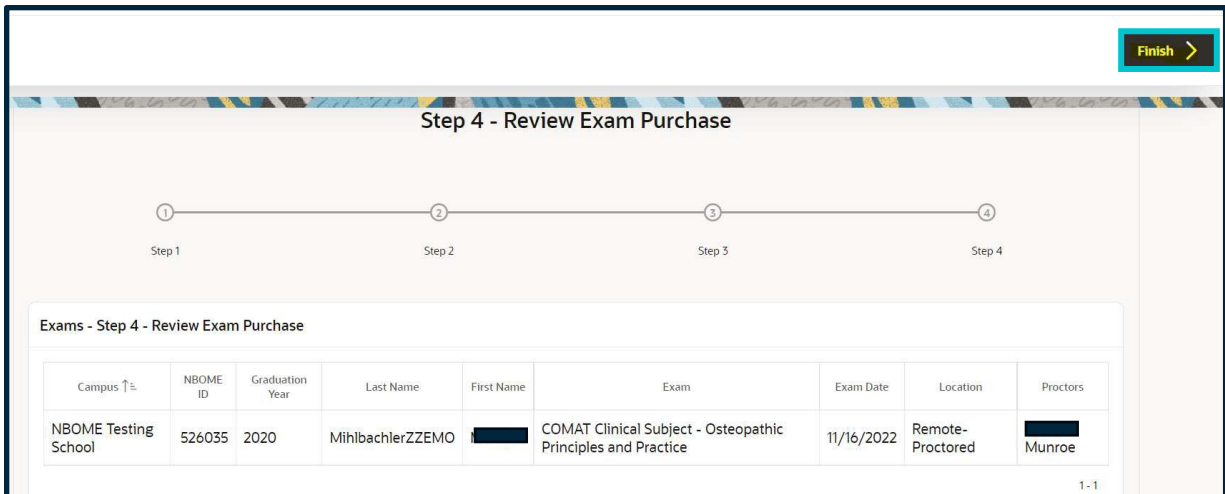 Finish
Step 4 - Review Exam Purchase
1
2
3
4
Step 1
Step 2
Step 3
Step 4
Exams - Step 4 - Review Exam Purchase
Campus NBOME ID Graduation Year Last Name First Name Exam Exam Date Location Proctors
NBOME Testing School 526035 2020 MihlbachlerZZEMO COMAT Clinical Subject - Osteopathic Principles and Practice 11/16/2022 Remote-Proctored Munroe
1 - 1